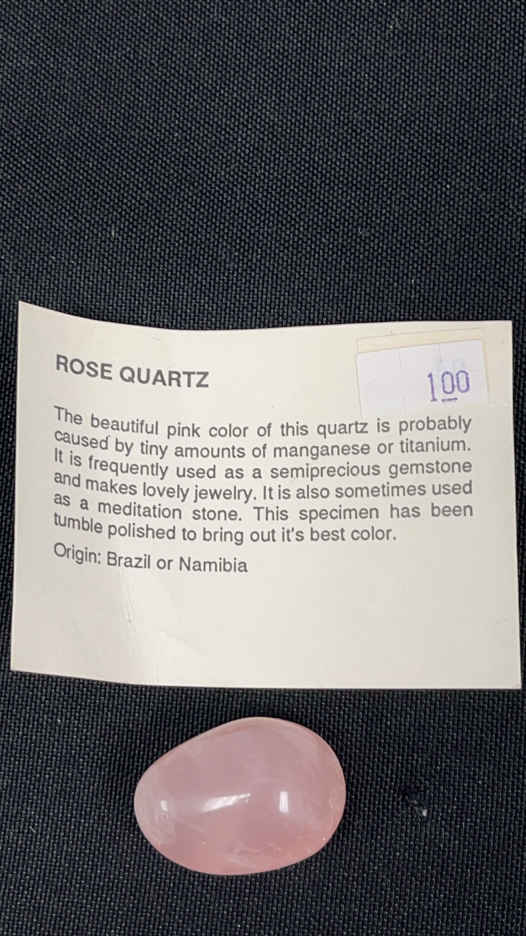 ROSE QUARTZ
100
The beautiful pink color of this quartz is probably
caused by tiny amounts of manganese or titanium.
It is frequently used as a semiprecious gemstone
and makes lovely jewelry. It is also sometimes used
as a meditation stone. This specimen has been
tumble polished to bring out it's best color.
Origin: Brazil or Namibia